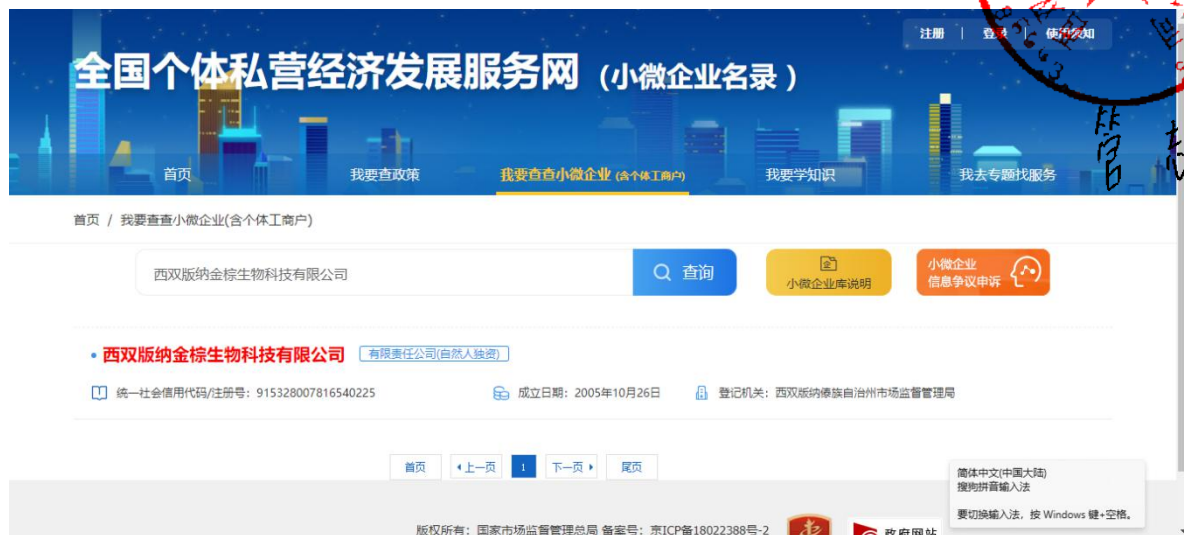 注册 | 登录 | 使用须知
全国个体私营经济发展服务网（小微企业名录）
首页 我要查政策 我要查查小微企业 (含个体工商户) 我要学知识 我去专题找服务
首页 / 我要查查小微企业(含个体工商户)
西双版纳金棕生物科技有限公司 查询
小微企业库说明
小微企业
信息争议申诉
西双版纳金棕生物科技有限公司 有限责任公司(自然人独资)
统一社会信用代码/注册号：915328007816540225 成立日期：2005年10月26日 登记机关：西双版纳傣族自治州市场监督管理局
首页 上一页 1 下一页 尾页
简体中文(中国大陆)
搜狗拼音输入法
要切换输入法，按 Windows 键+空格。
版权所有：国家市场监督管理总局 备案号：京ICP备18022388号-2 政府网站